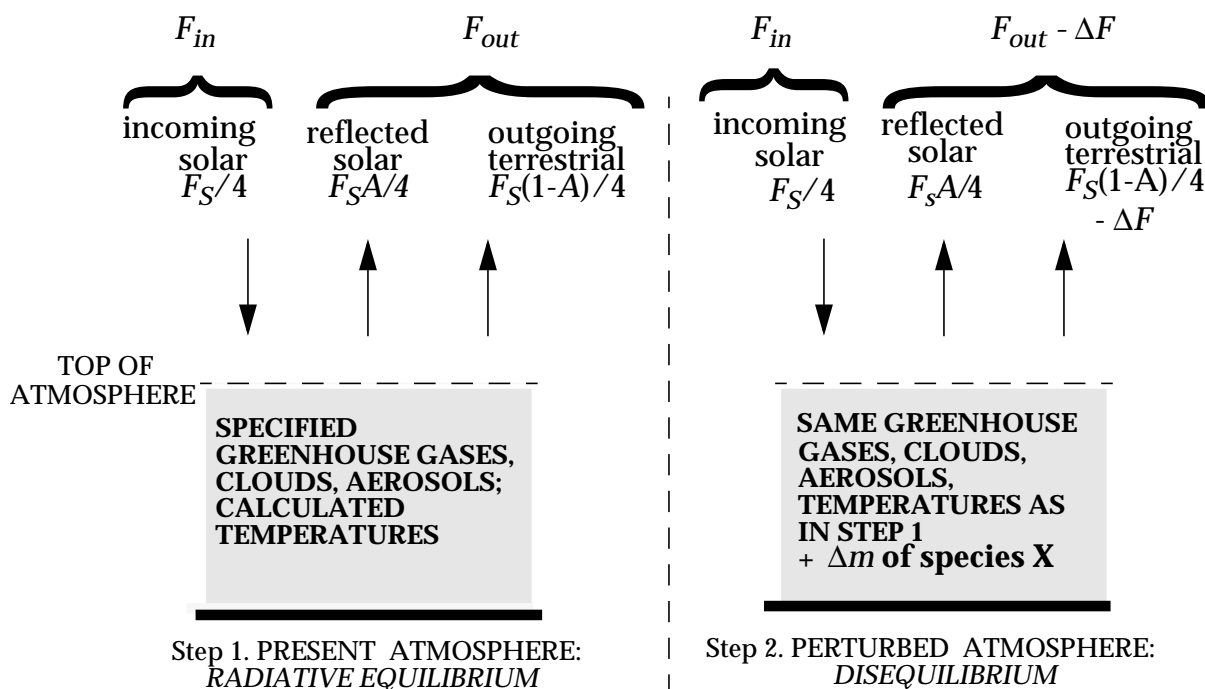 F_in
F_out
incoming
solar
F_S/4
reflected
solar
F_SA/4
outgoing
terrestrial
F_S(1-A)/4
TOP OF
ATMOSPHERE
SPECIFIED
GREENHOUSE GASES,
CLOUDS, AEROSOLS;
CALCULATED
TEMPERATURES
Step 1. PRESENT ATMOSPHERE:
RADIATIVE EQUILIBRIUM
F_in
F_out - ΔF
incoming
solar
F_S/4
reflected
solar
F_sA/4
outgoing
terrestrial
F_S(1-A)/4
- ΔF
SAME GREENHOUSE
GASES, CLOUDS,
AEROSOLS,
TEMPERATURES AS
IN STEP 1
+ Δm of species X
Step 2. PERTURBED ATMOSPHERE:
DISEQUILIBRIUM